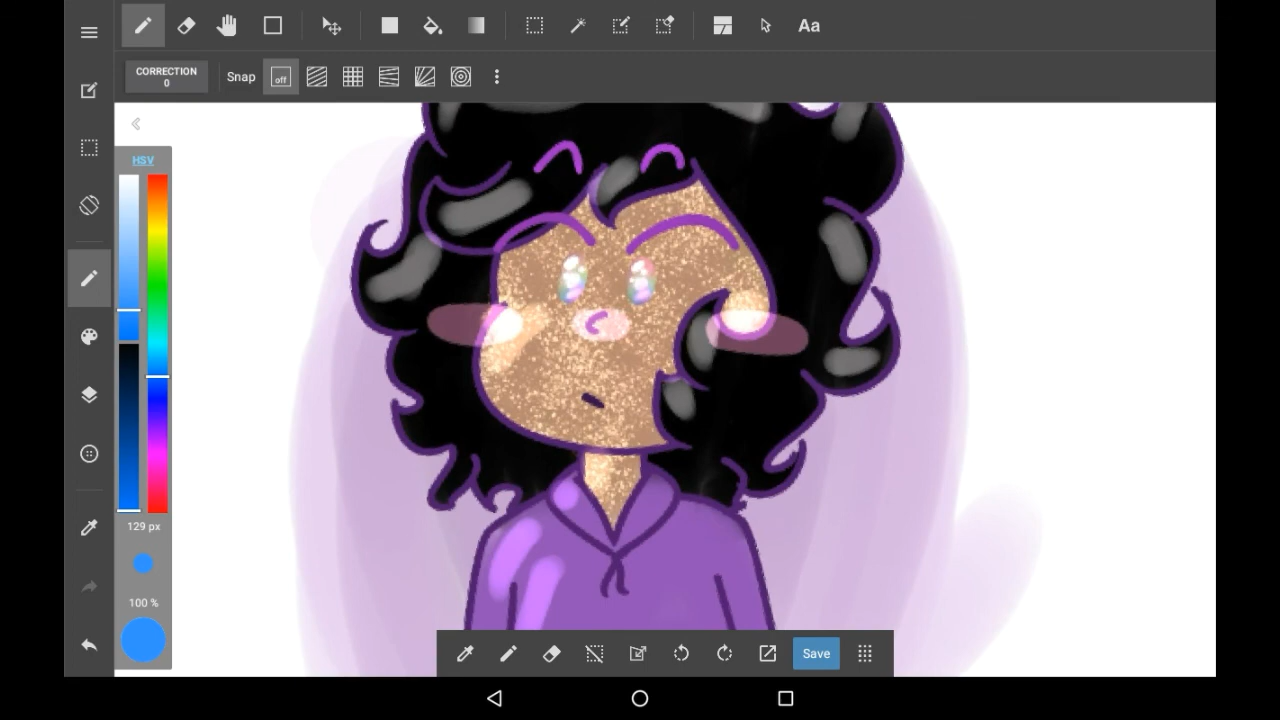 Aa
CORRECTION
0
Snap
off
HSV
129 px
100 %
Save